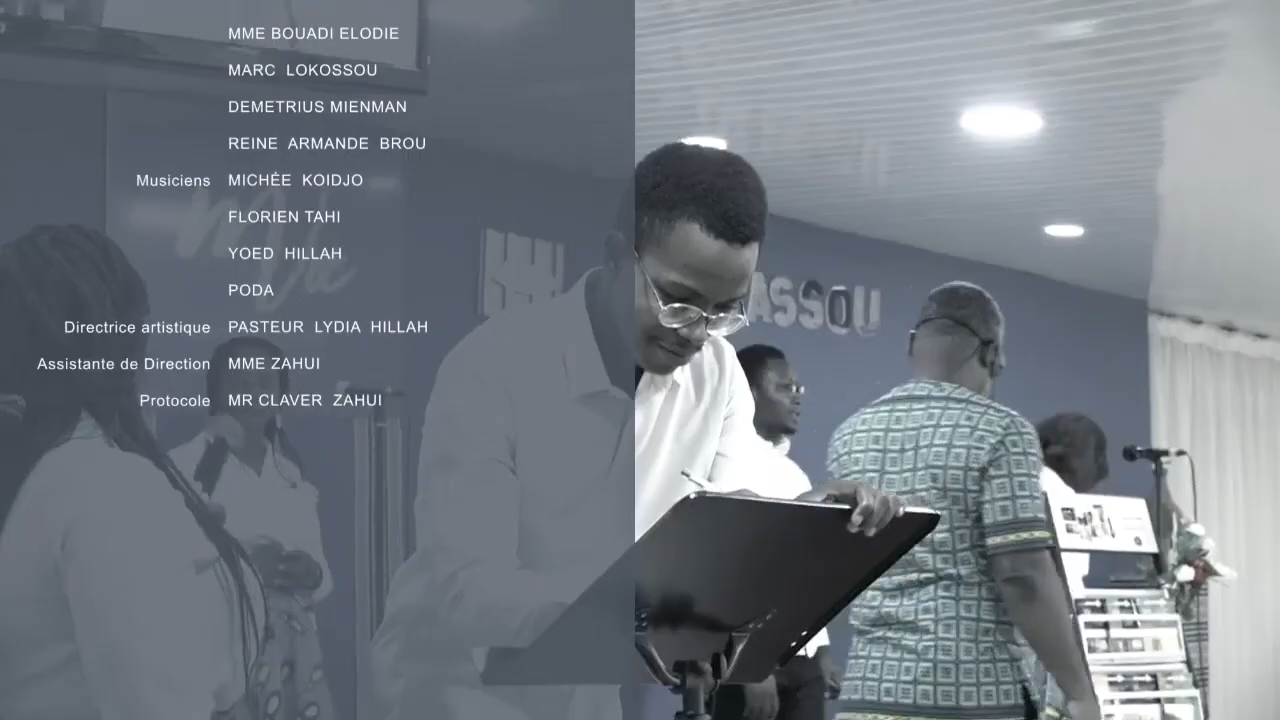 MME BOUADI ELODIE
MARC LOKOSSOU
DEMETRIUS MIENMAN
REINE ARMANDE BROU
Musiciens MICHÉE KOIDJO
FLORIEN TAHI
YOED HILLAH
PODA
Directrice artistique PASTEUR LYDIA HILLAH
Assistante de Direction MME ZAHUI
Protocole MR CLAVER ZAHUI
ASSOU